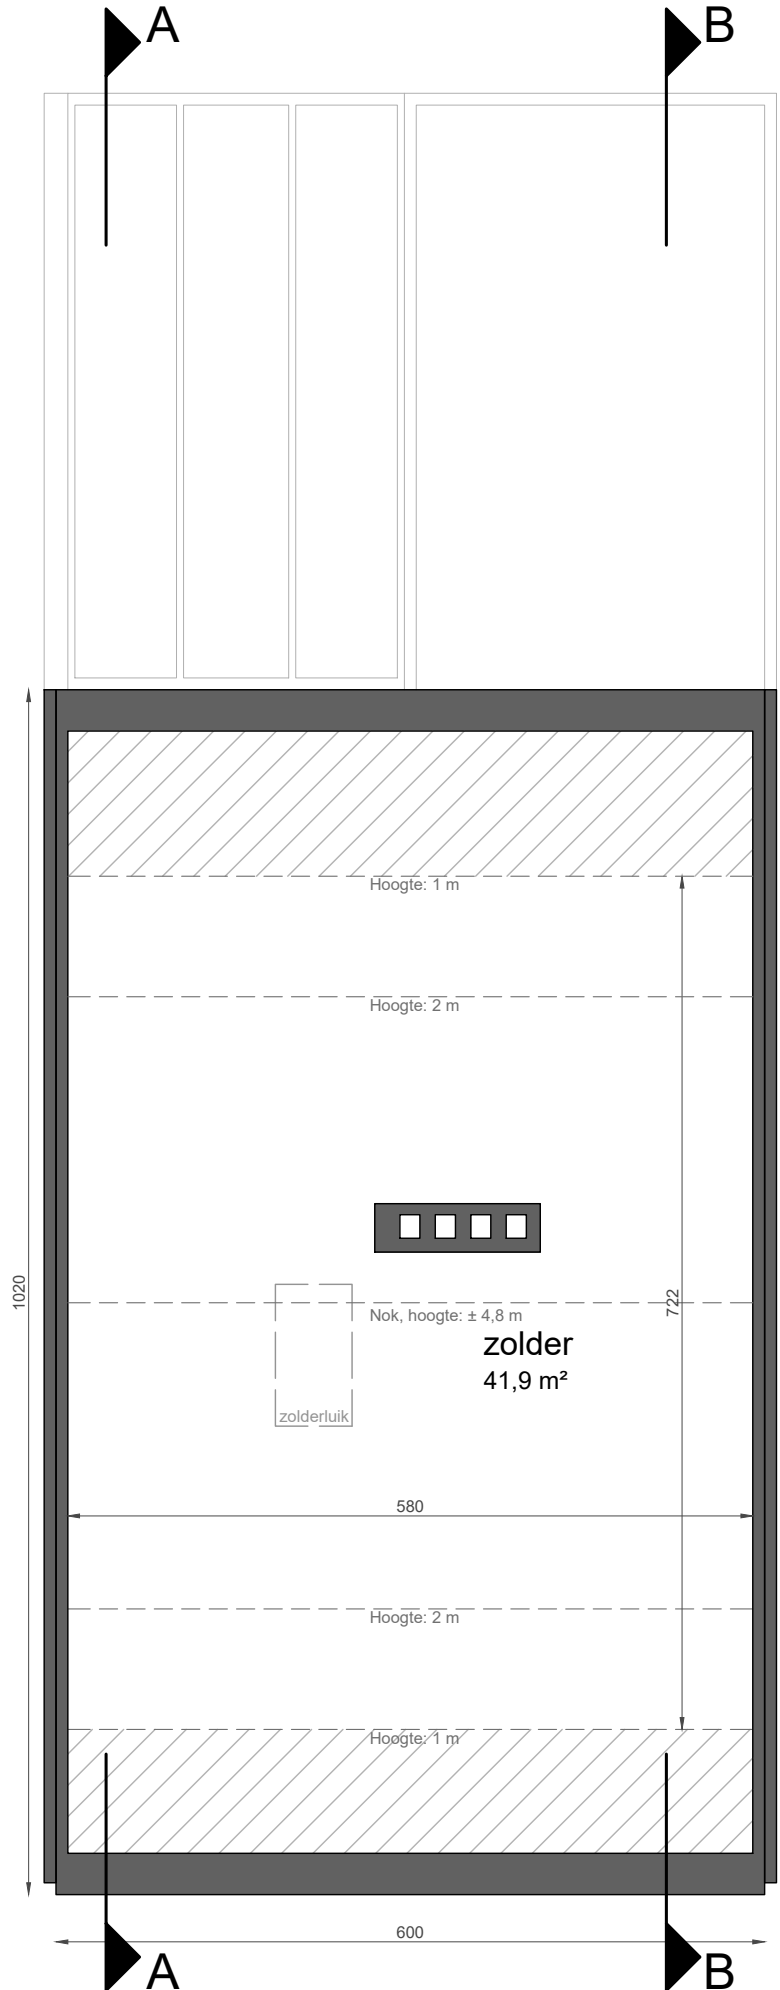 A
B
Hoogte: 1 m
Hoogte: 2 m
1020
722
Nok, hoogte: ± 4,8 m
zolder
41,9 m²
zolderluik
580
Hoogte: 2 m
Hoogte: 1 m
600
A
B